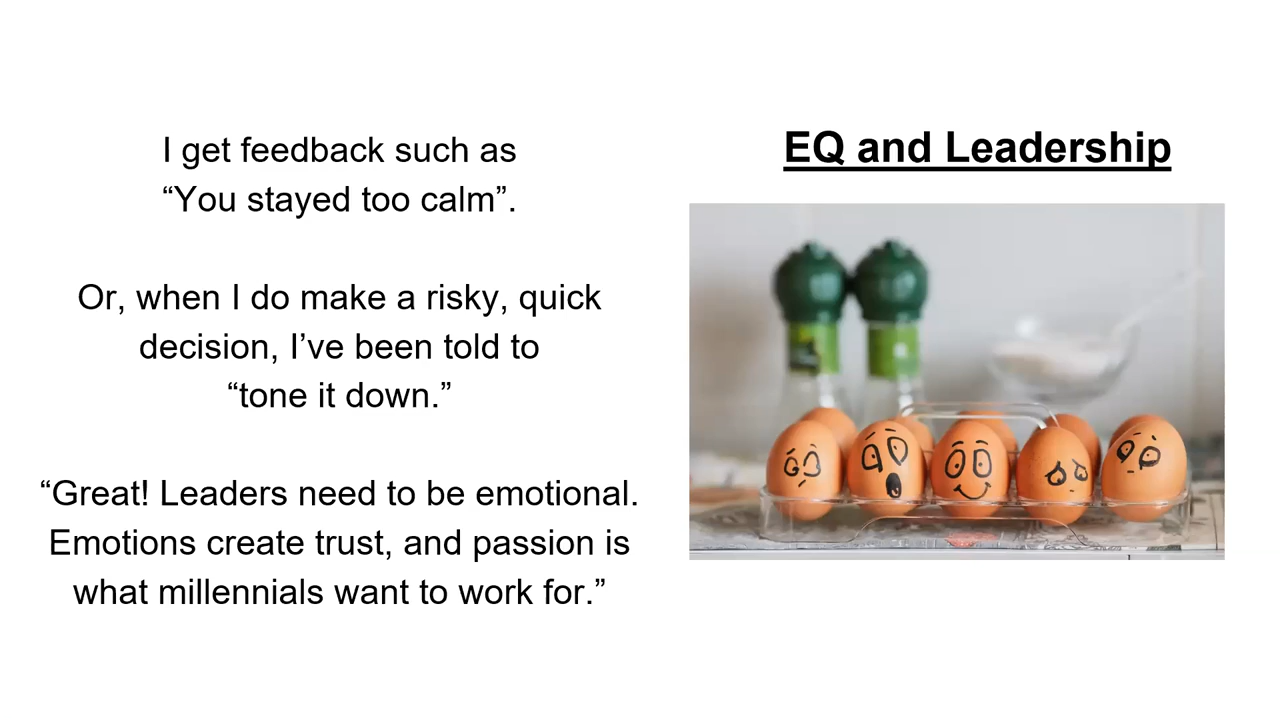 I get feedback such as
“You stayed too calm”.
Or, when I do make a risky, quick
decision, I’ve been told to
“tone it down.”
“Great! Leaders need to be emotional.
Emotions create trust, and passion is
what millennials want to work for.”
EQ and Leadership